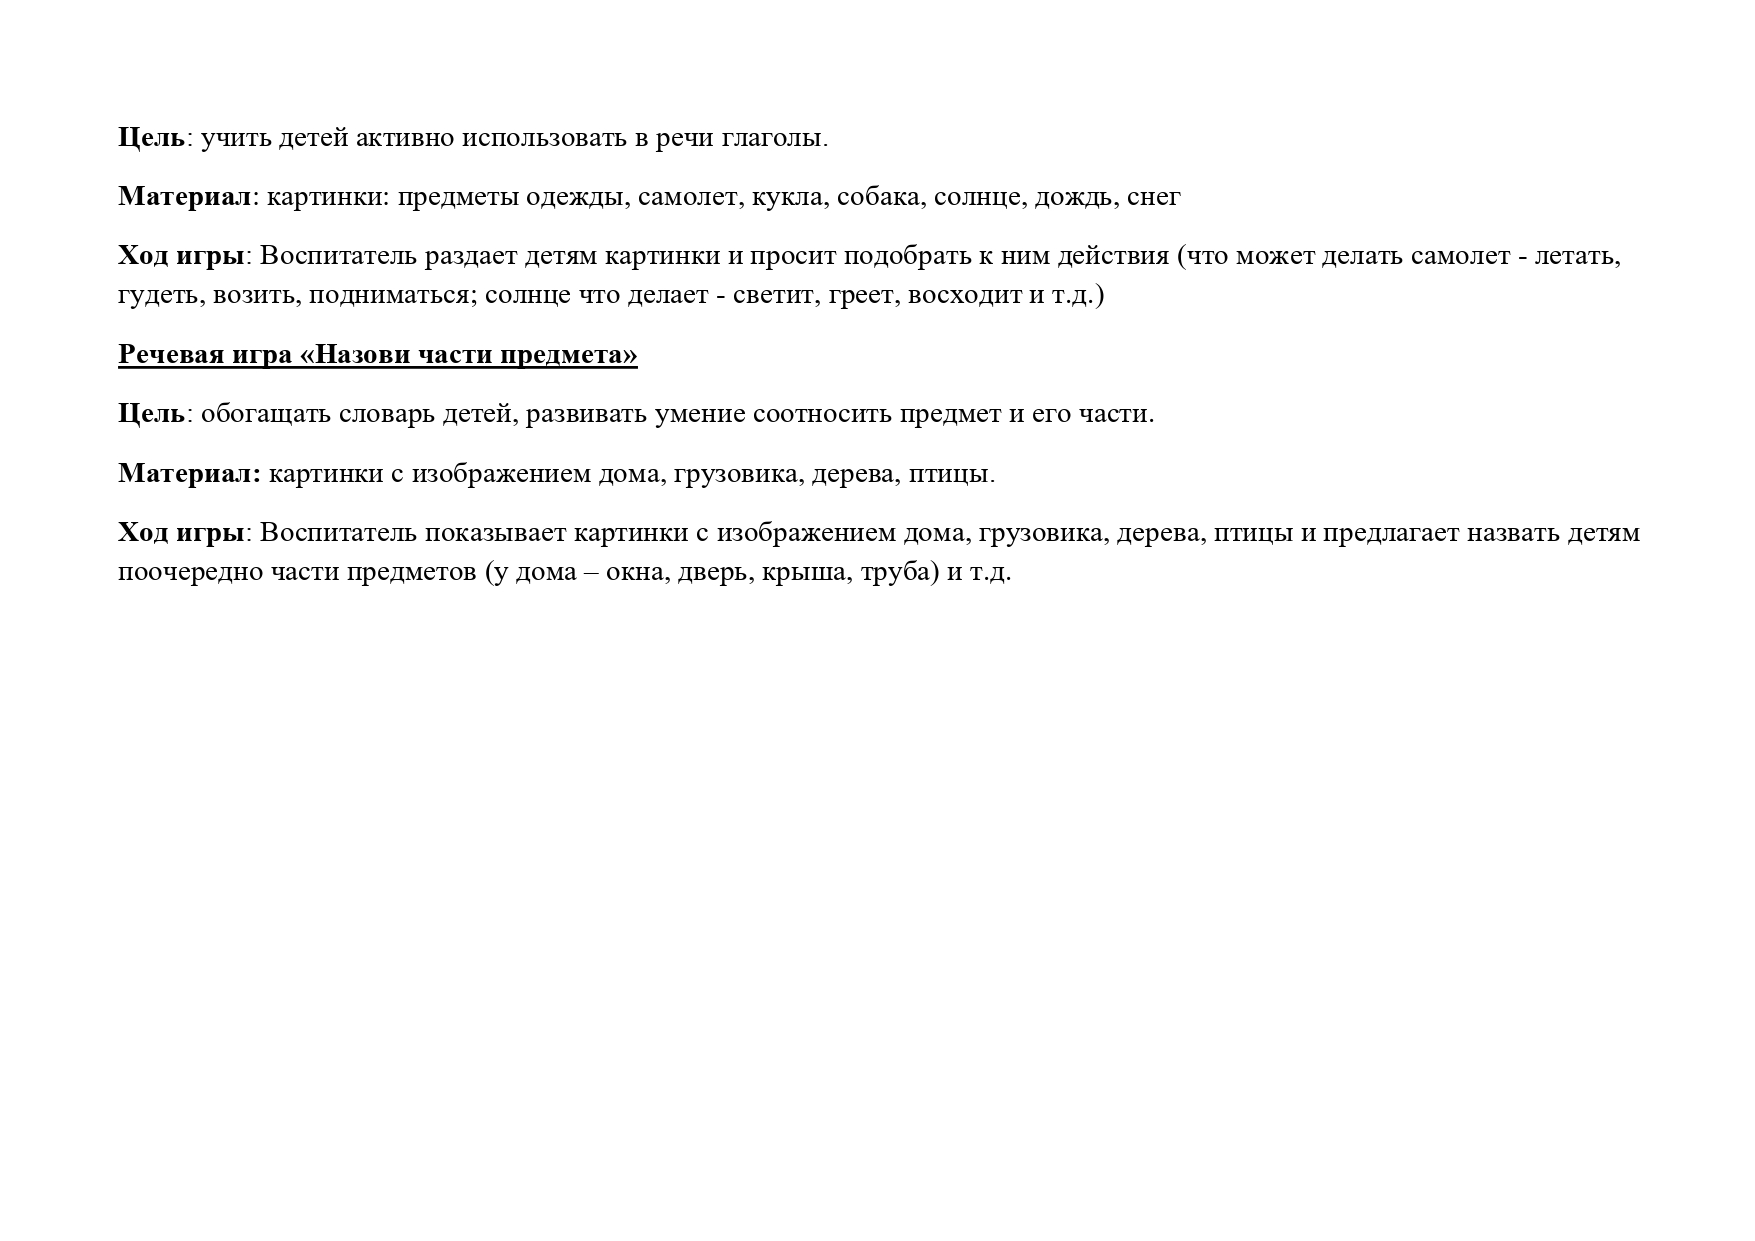 Цель: учить детей активно использовать в речи глаголы.
Материал: картинки: предметы одежды, самолет, кукла, собака, солнце, дождь, снег
Ход игры: Воспитатель раздает детям картинки и просит подобрать к ним действия (что может делать самолет - летать,
гудеть, возить, подниматься; солнце что делает - светит, греет, восходит и т.д.)
Речевая игра «Назови части предмета»
Цель: обогащать словарь детей, развивать умение соотносить предмет и его части.
Материал: картинки с изображением дома, грузовика, дерева, птицы.
Ход игры: Воспитатель показывает картинки с изображением дома, грузовика, дерева, птицы и предлагает назвать детям
поочередно части предметов (у дома – окна, дверь, крыша, труба) и т.д.